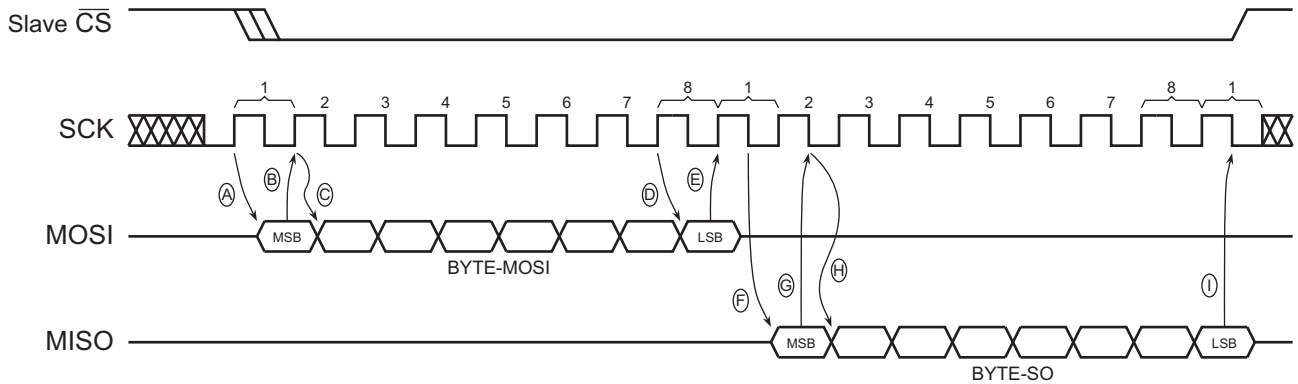 Slave CS
1 2 3 4 5 6 7 8 1 2 3 4 5 6 7 8 1
SCK
A B C D E
MOSI MSB LSB
BYTE-MOSI
F G H I
MISO MSB LSB
BYTE-SO